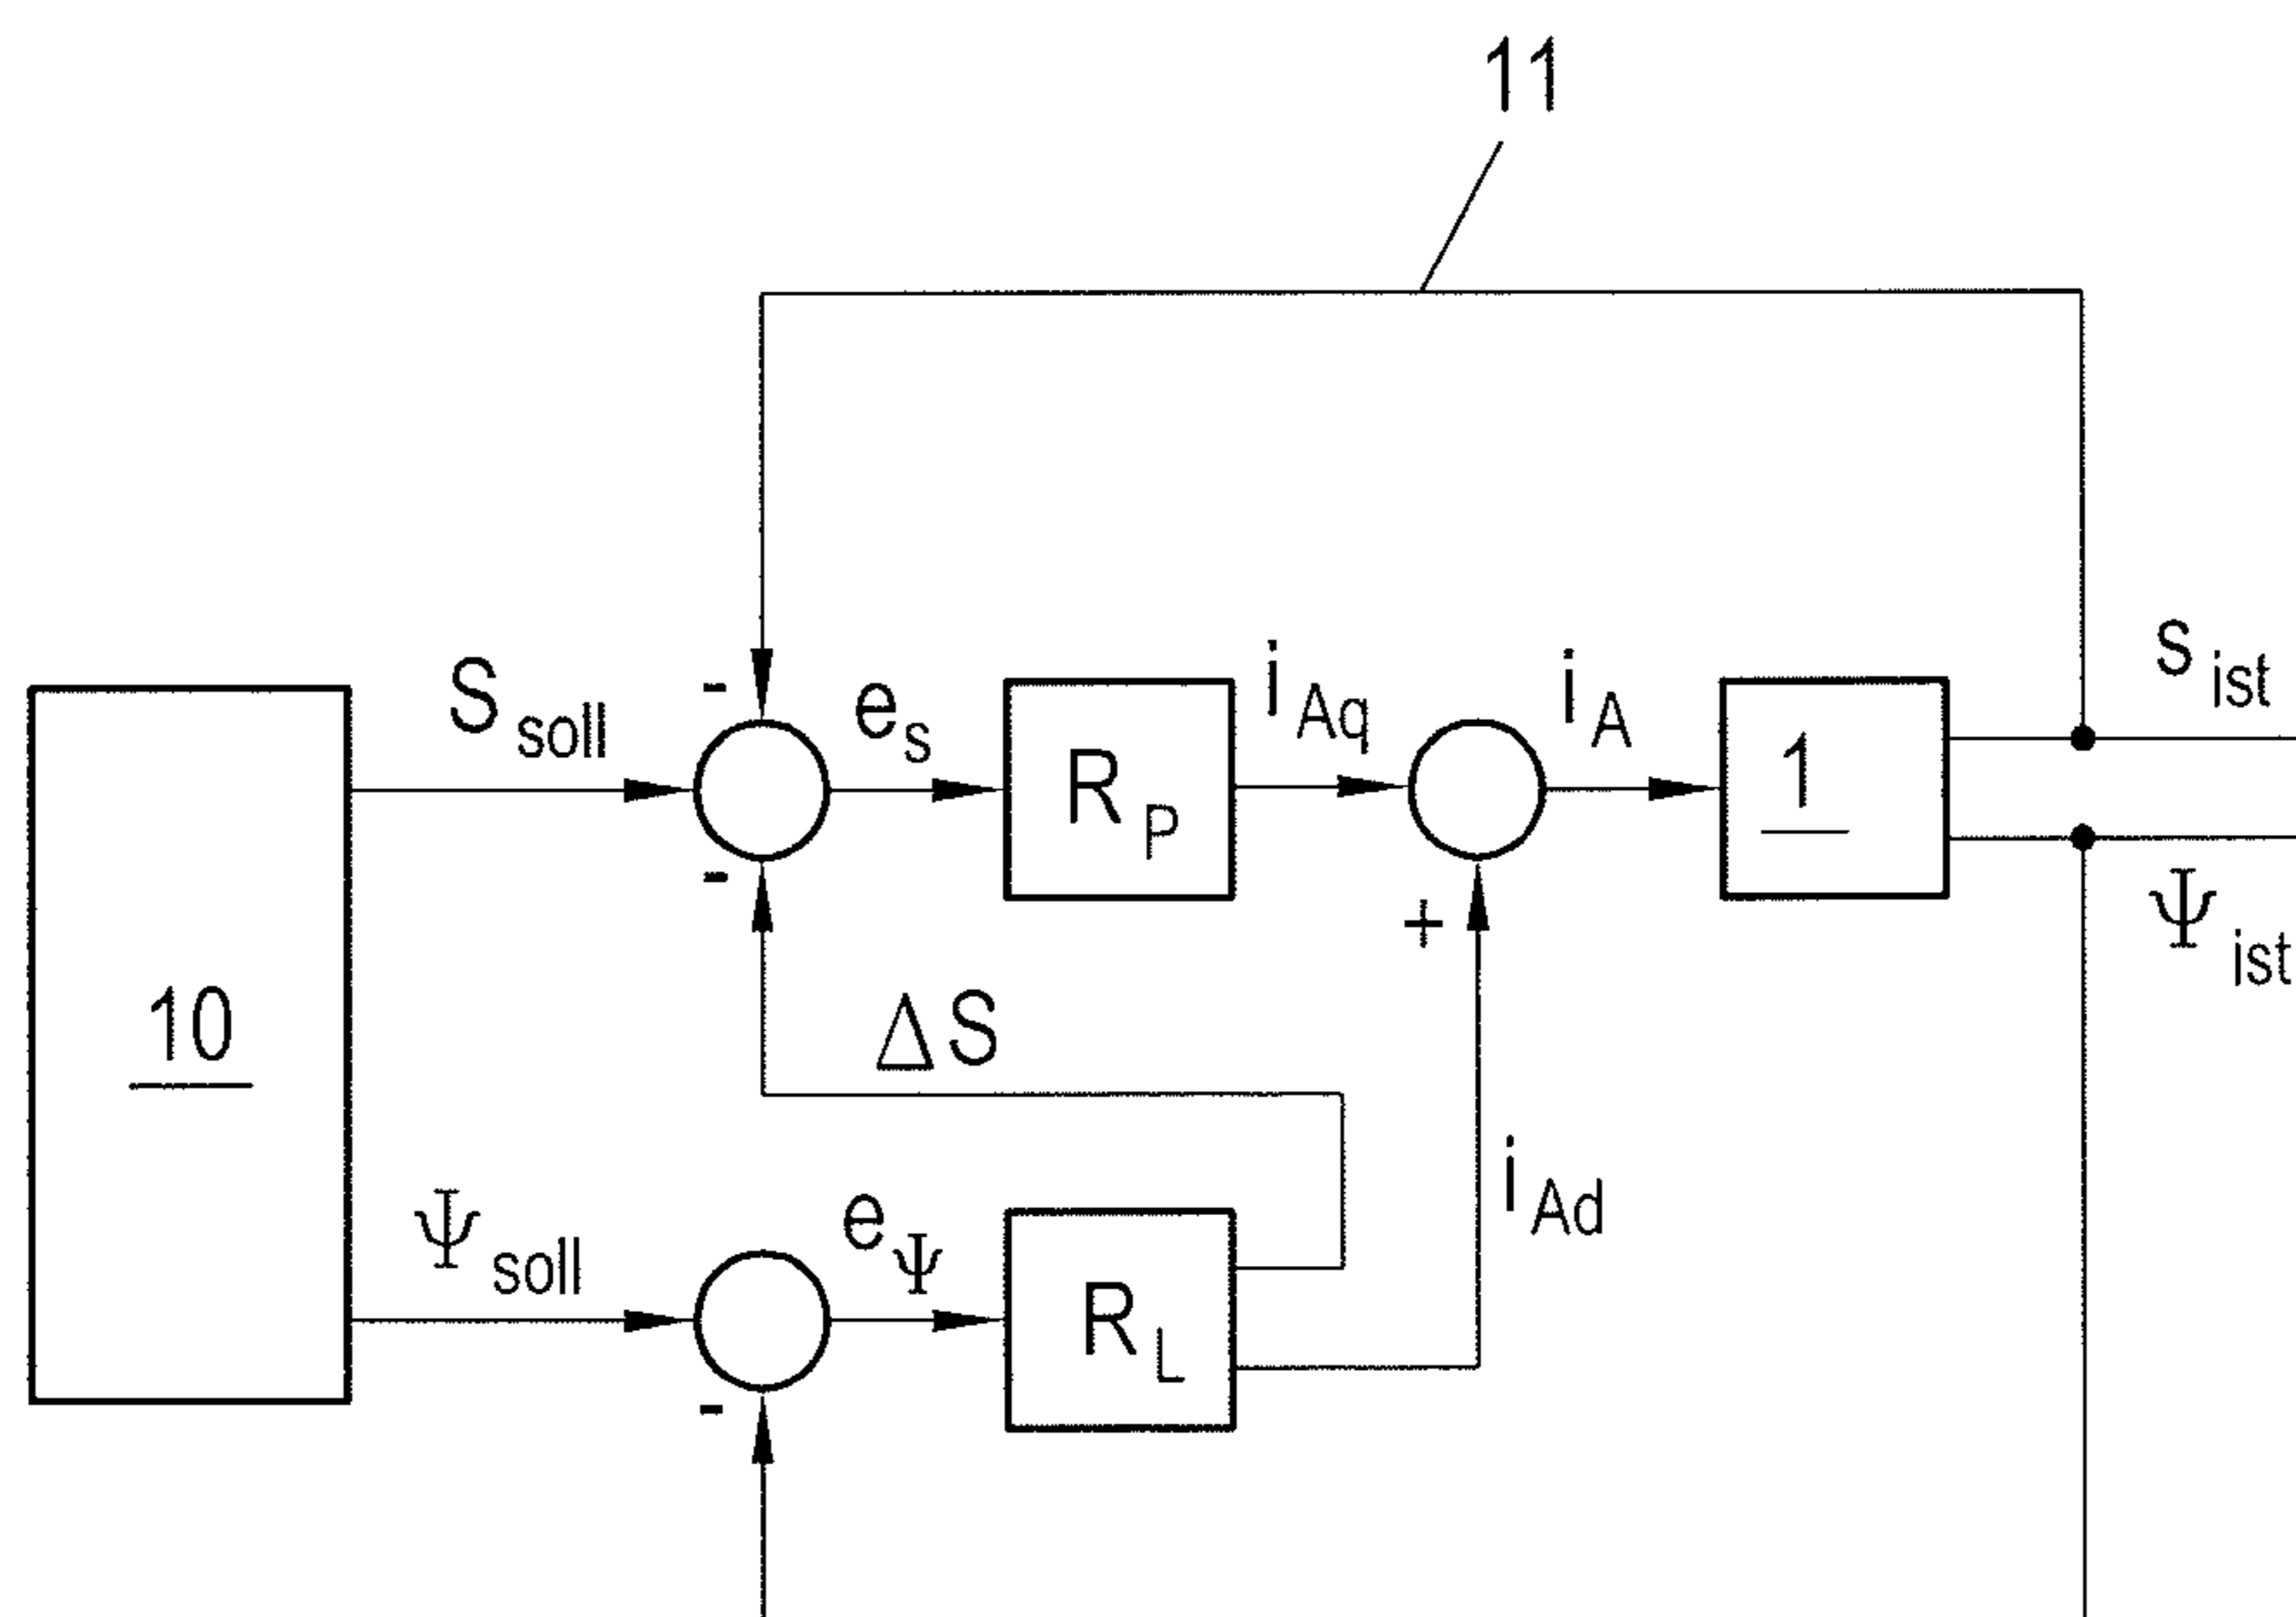 11
S soll
-
e s
R P
i Aq
i A
1
s ist
-
+
Ψ ist
10
ΔS
i Ad
Ψ soll
e Ψ
R L
-